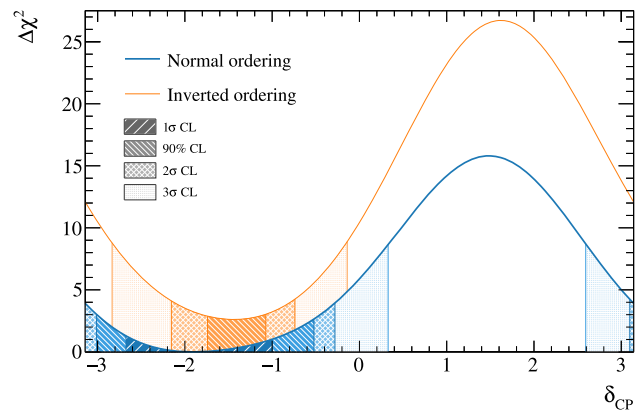 Δχ²
25
20
15
10
5
0
Normal ordering
Inverted ordering
1σ CL
90% CL
2σ CL
3σ CL
−3 −2 −1 0 1 2 3
δCP